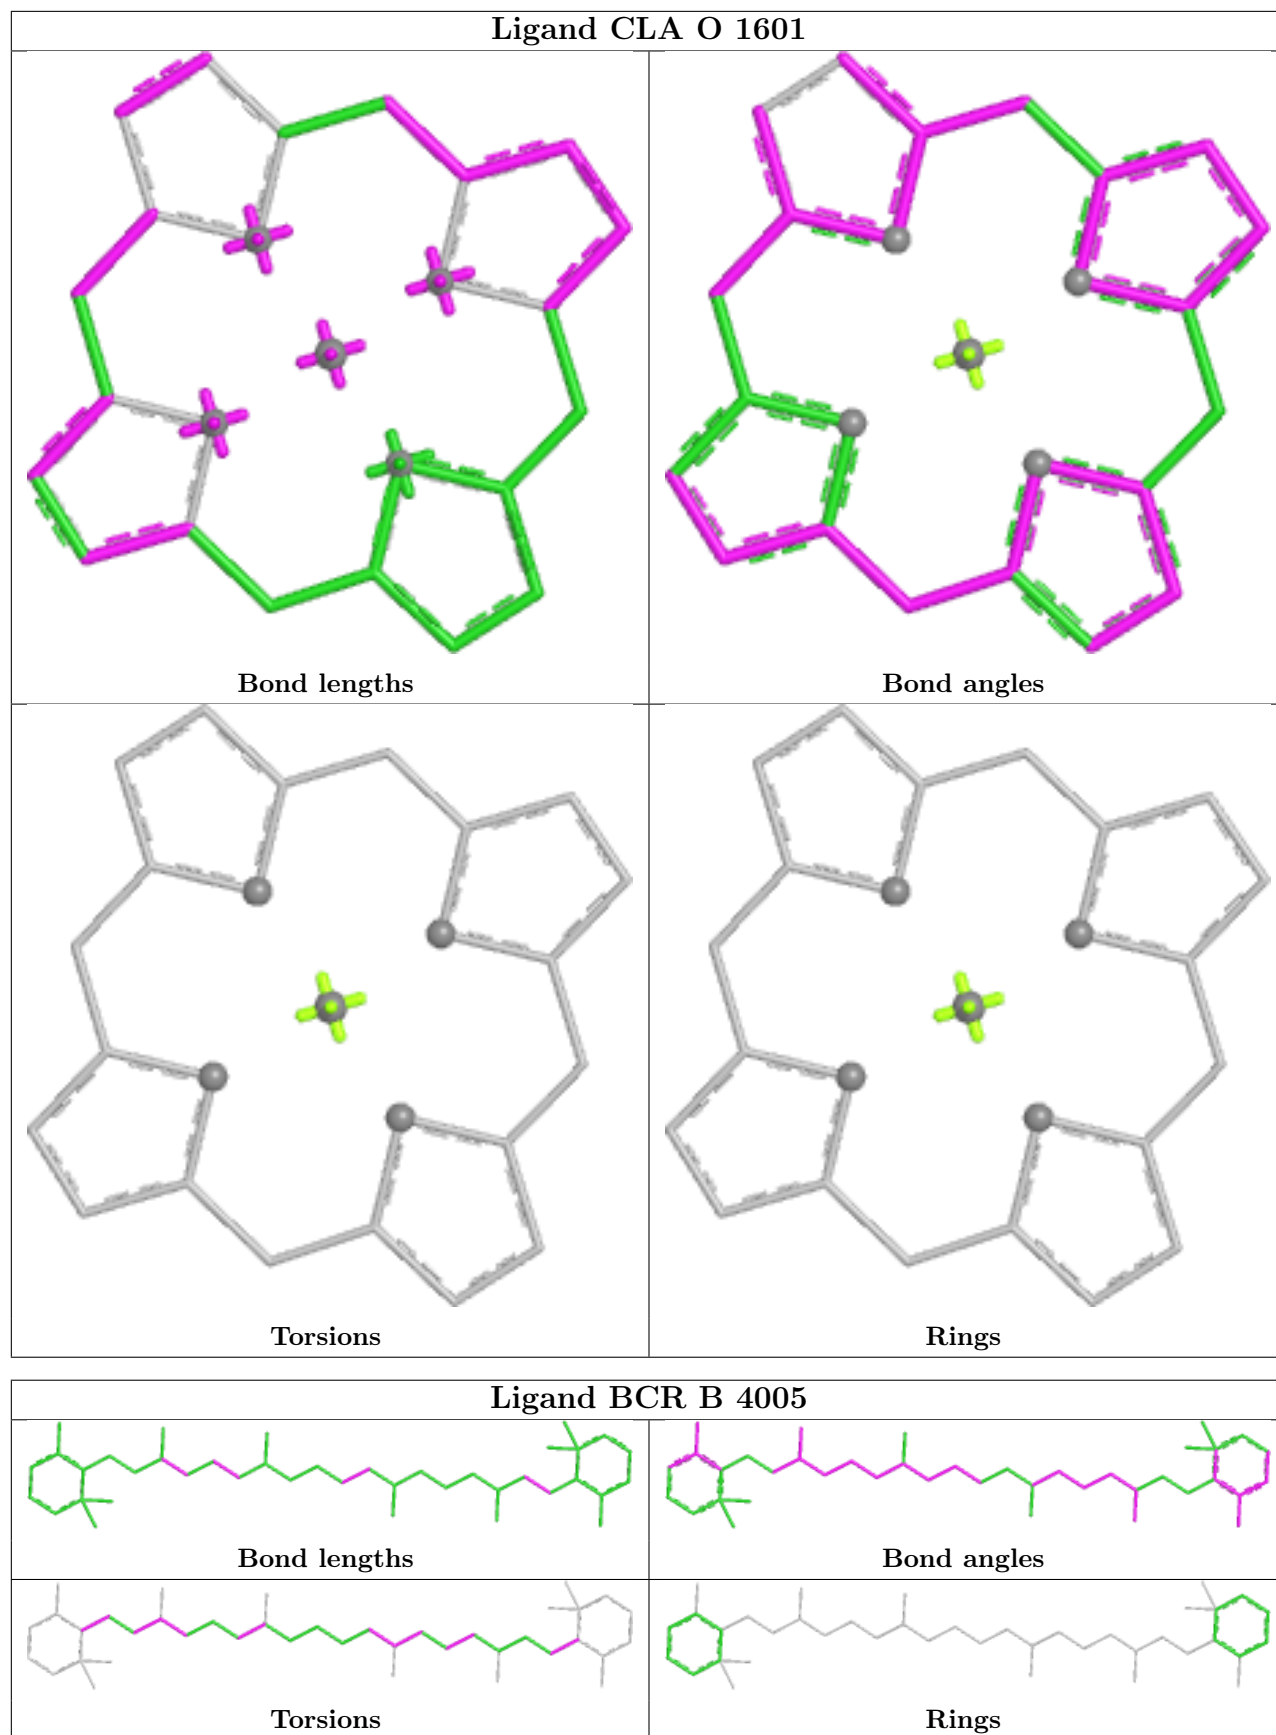 Ligand CLA O 1601
Bond lengths
Bond angles
Torsions
Rings
Ligand BCR B 4005
Bond lengths
Bond angles
Torsions
Rings